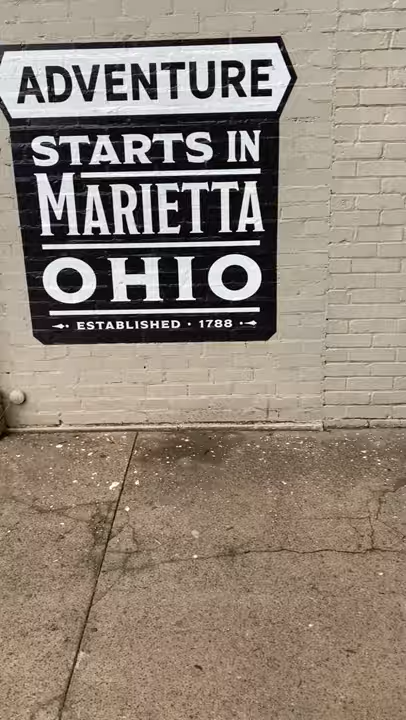 ADVENTURE
STARTS IN
MARIETTA
OHIO
ESTABLISHED · 1788